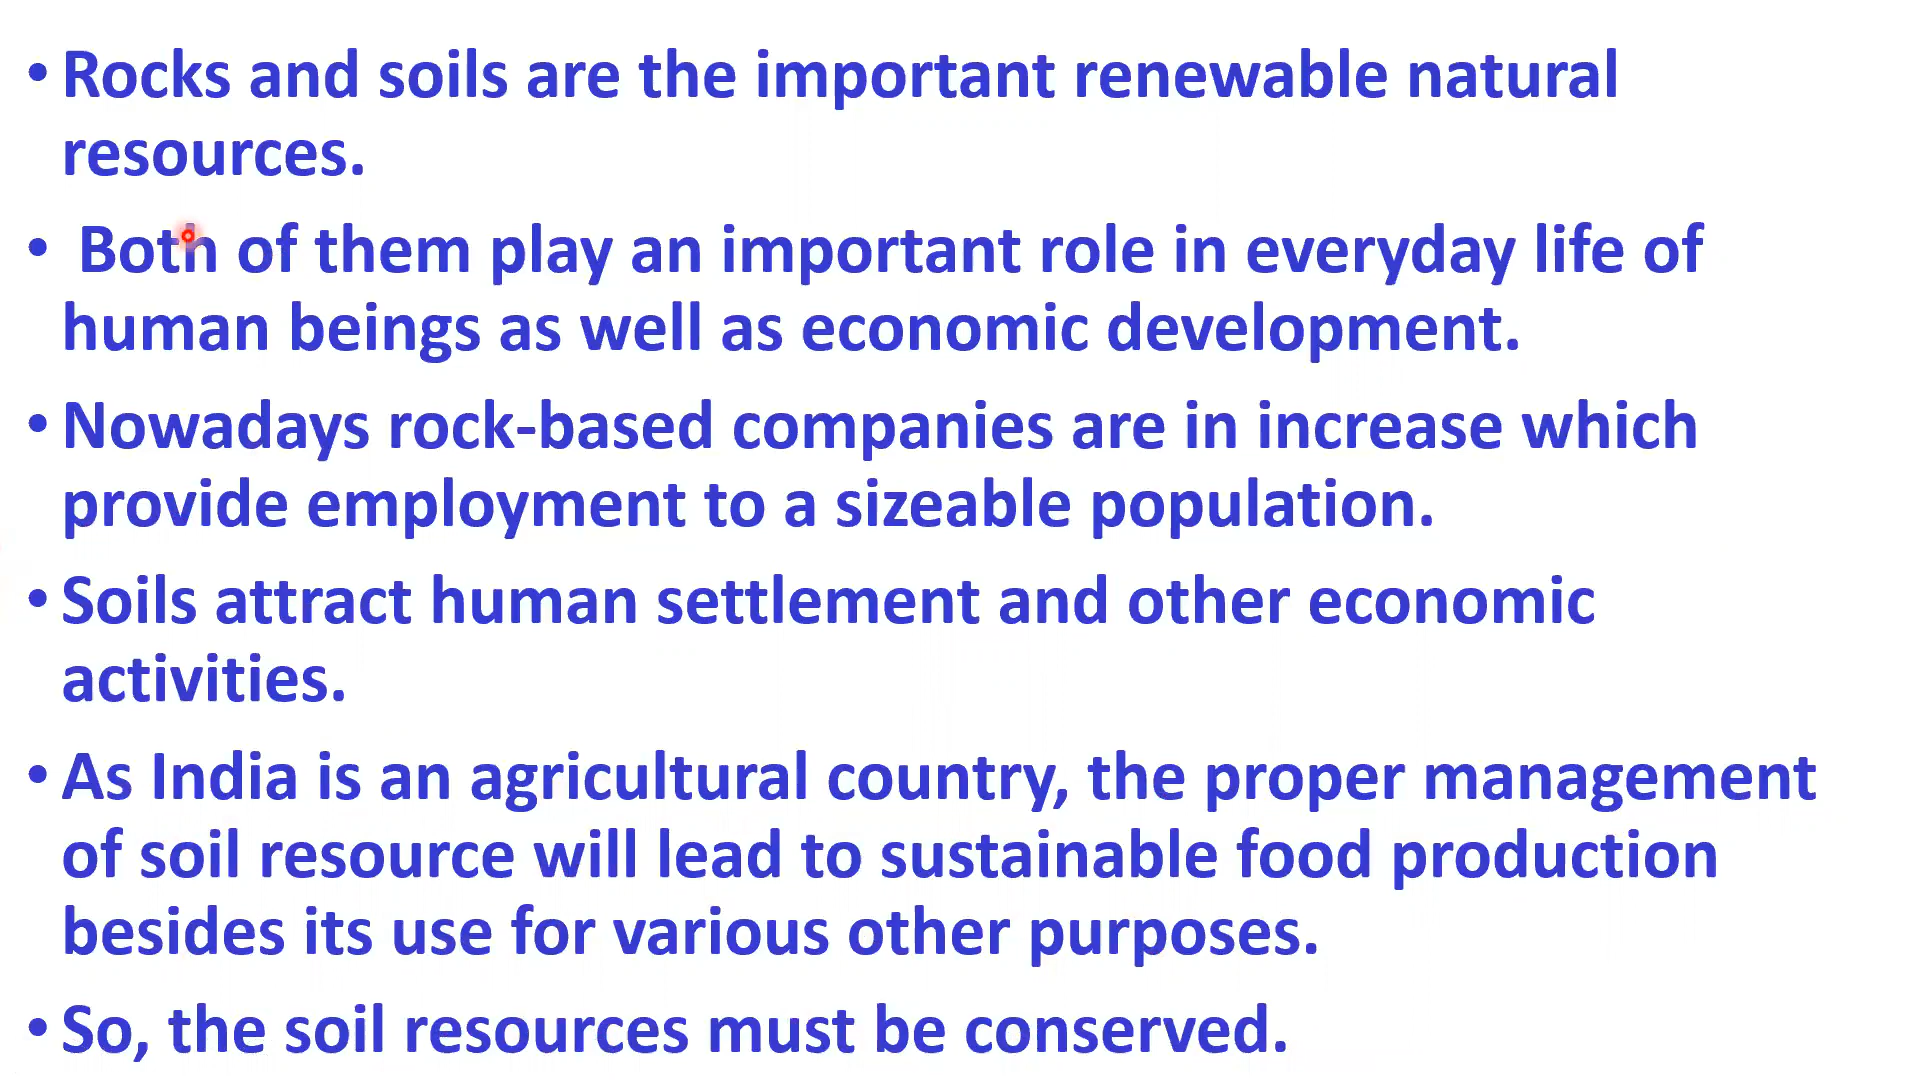 • Rocks and soils are the important renewable natural
resources.
• Both of them play an important role in everyday life of
human beings as well as economic development.
• Nowadays rock-based companies are in increase which
provide employment to a sizeable population.
• Soils attract human settlement and other economic
activities.
• As India is an agricultural country, the proper management
of soil resource will lead to sustainable food production
besides its use for various other purposes.
• So, the soil resources must be conserved.